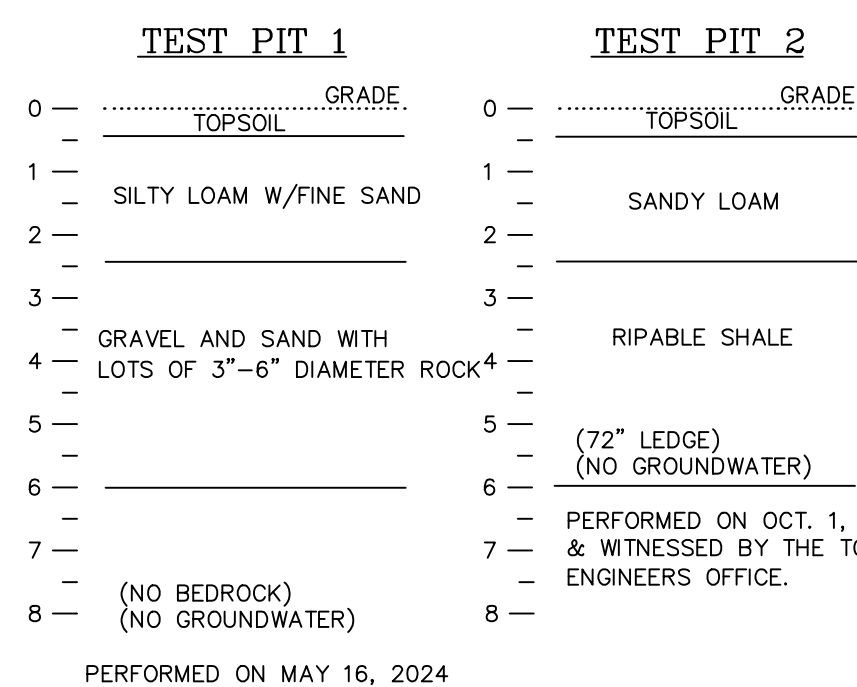 TEST PIT 1
GRADE
0
TOPSOIL
1
SILTY LOAM W/FINE SAND
2
3
GRAVEL AND SAND WITH
4
LOTS OF 3"–6" DIAMETER ROCK
5
6
7
(NO BEDROCK)
8
(NO GROUNDWATER)
PERFORMED ON MAY 16, 2024
TEST PIT 2
GRADE
0
TOPSOIL
1
SANDY LOAM
2
3
RIPABLE SHALE
4
5
(72" LEDGE)
(NO GROUNDWATER)
6
PERFORMED ON OCT. 1,
7
& WITNESSED BY THE
ENGINEERS OFFICE.
8